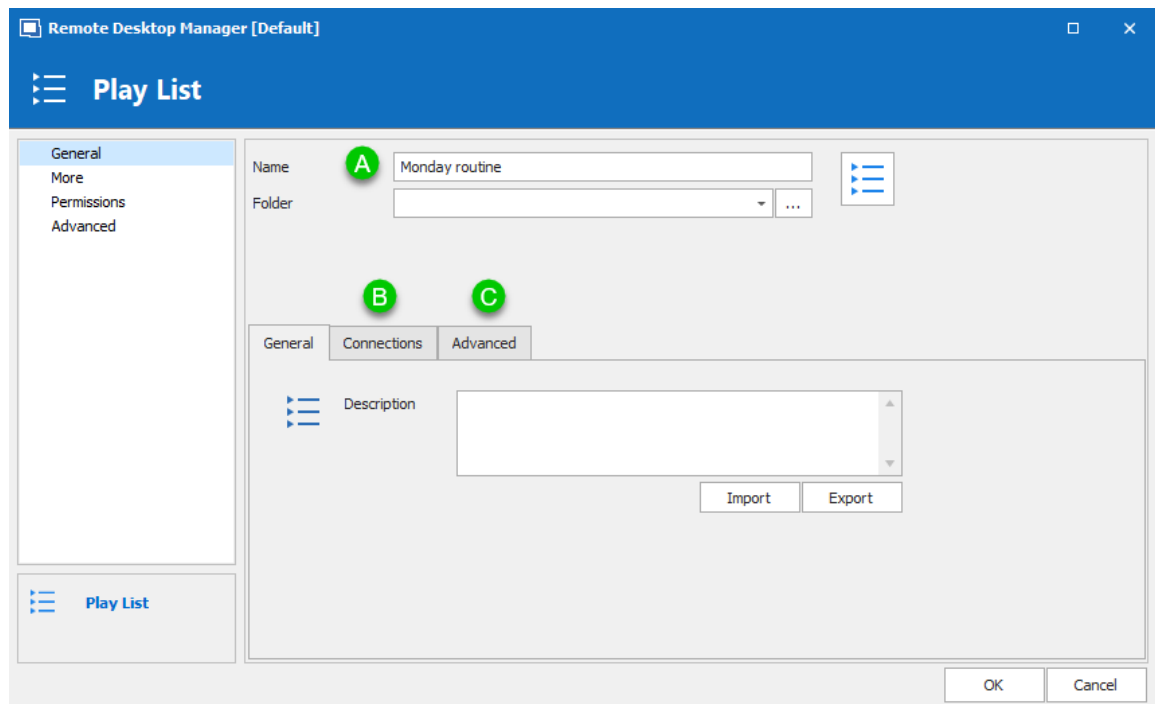 Remote Desktop Manager [Default]
Play List
General
More
Permissions
Advanced
Play List
Name A Monday routine
Folder ...
B C
General Connections Advanced
Description
Import Export
OK Cancel